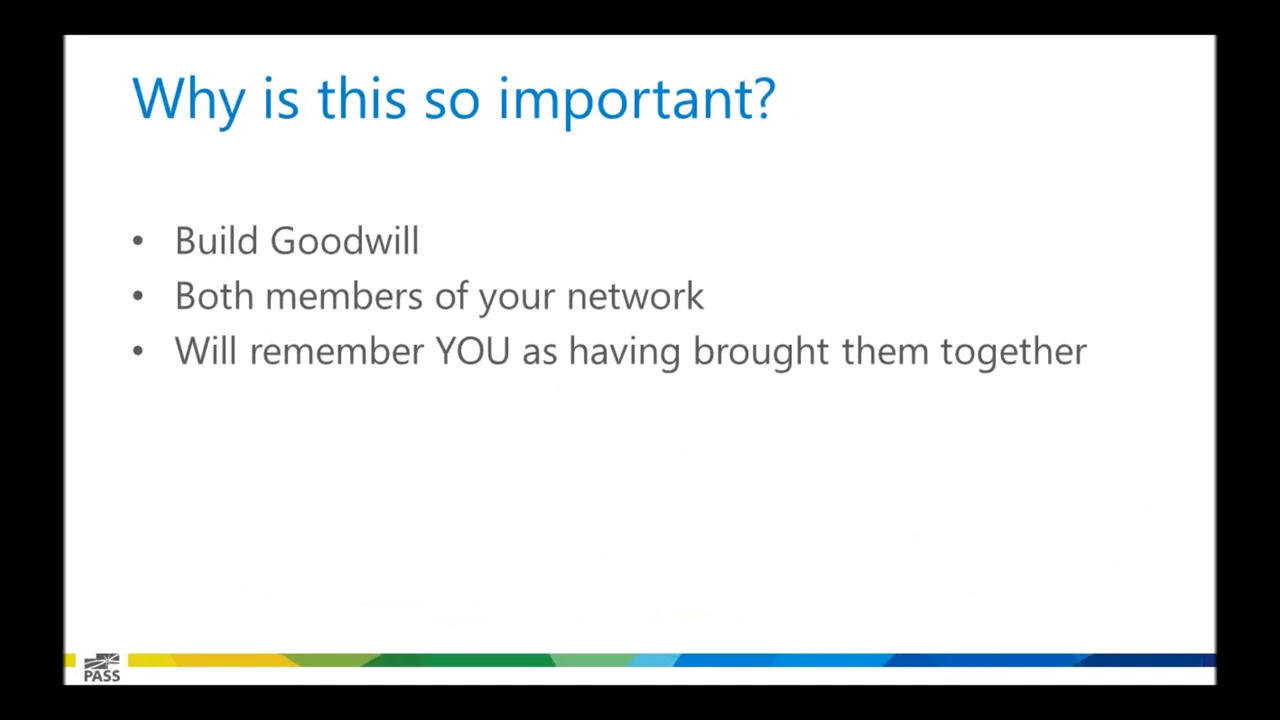 Why is this so important?
• Build Goodwill
• Both members of your network
• Will remember YOU as having brought them together
PASS